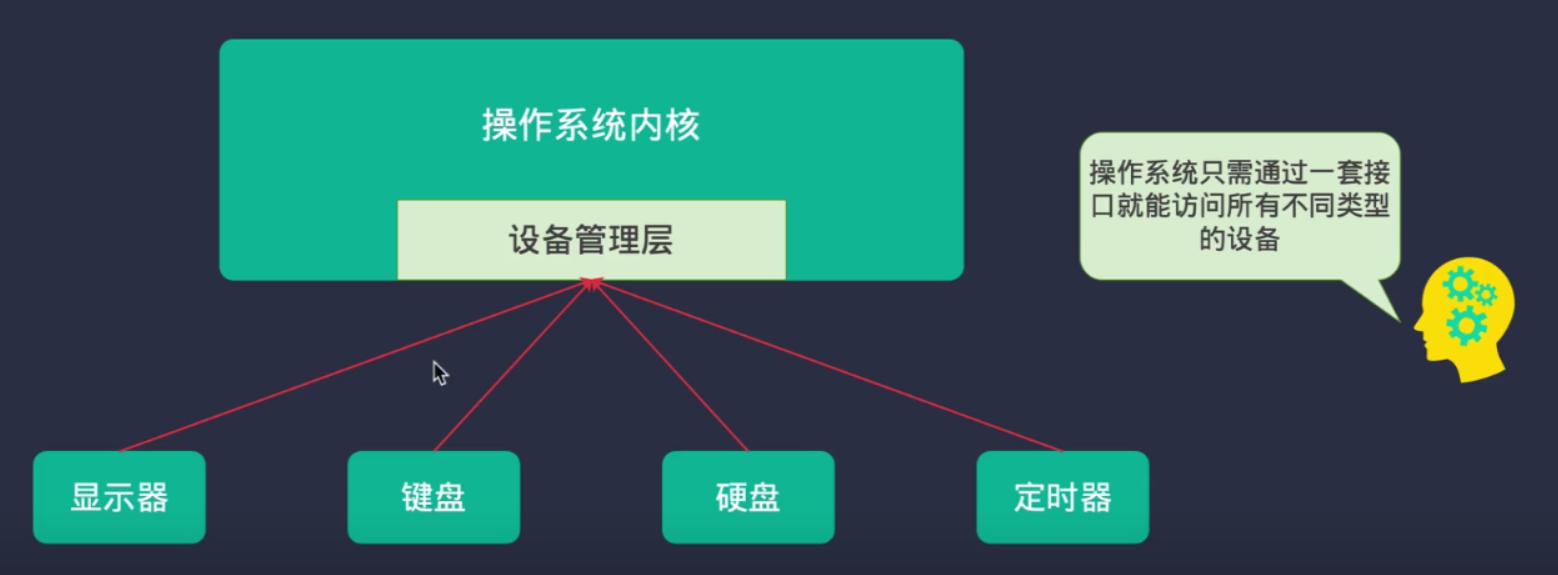 操作系统内核
设备管理层
操作系统只需通过一套接
口就能访问所有不同类型
的设备
显示器
键盘
硬盘
定时器